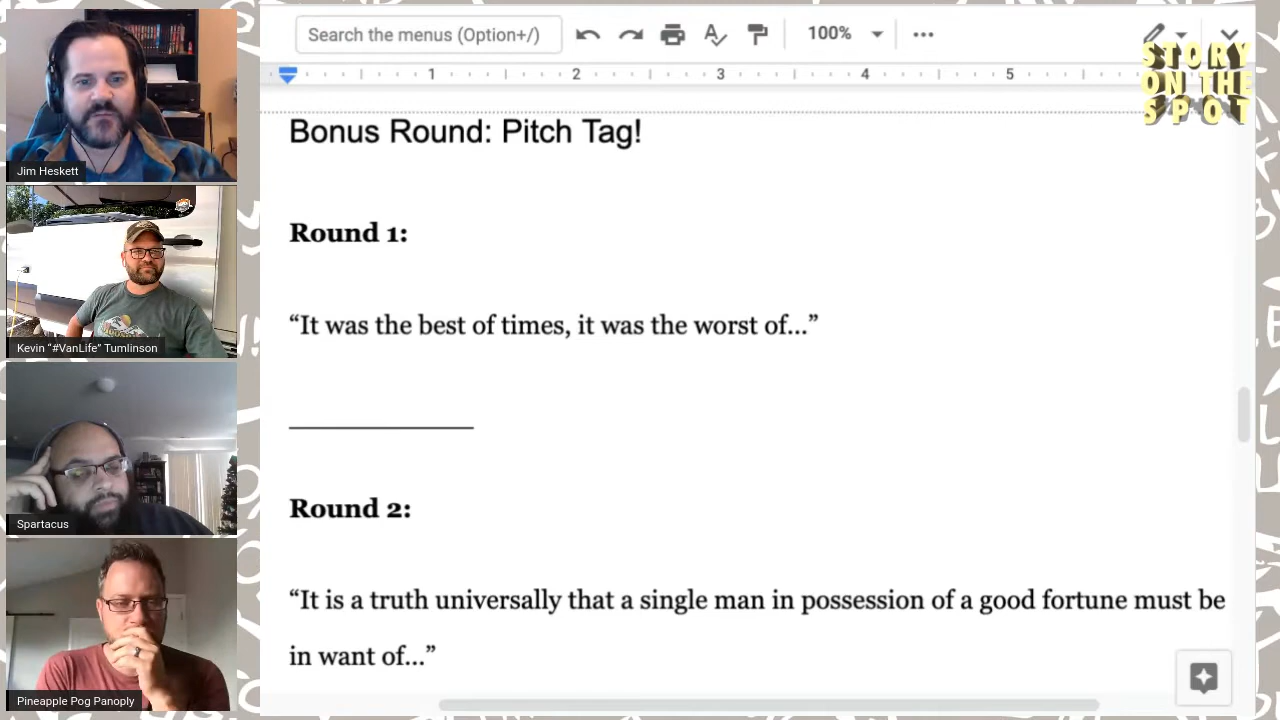 Search the menus (Option+/)
100%
1 2 3 4 5
STORY
ON THE
SPOT
Bonus Round: Pitch Tag!
Round 1:
“It was the best of times, it was the worst of...”
Round 2:
“It is a truth universally that a single man in possession of a good fortune must be
in want of...”
Jim Heskett
Kevin “#VanLife” Tumlinson
Spartacus
Pineapple Pog Panoply